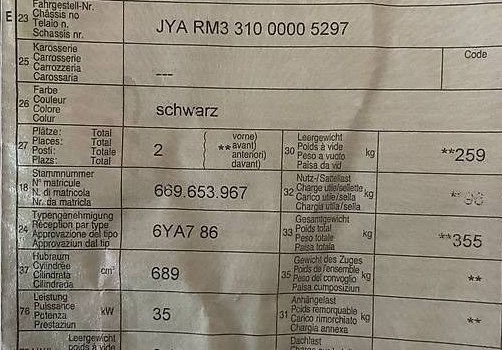 E 23 Fahrgestell-Nr.
Châssis no
Telaio n.
Schassis nr.
JYA RM3 310 0000 5297
25 Karosserie
Carrosserie
Carrozzeria
Carossaria
---
Code
26 Farbe
Couleur
Colore
Colur
schwarz
27 Plätze: Total
Places: Total
Posti: Totale
Plazs: Total
2
( vorne)
( ** avant)
( anteriori)
( davant)
30 Leergewicht
Poids à vide
Peso a vuoto
Paisa da vid
kg
**259
18 Stammnummer
N° matricule
N. di matricola
Nr. da matricla
669.653.967
32 Nutz-/Sattellast
Charge utile/sellette
Carico utile/sella
Chargia utila/sella
kg
**96
24 Typengenehmigung
Réception par type
Approvazione del tipo
Approvaziun dal tip
6YA7 86
33 Gesamtgewicht
Poids total
Peso totale
Paisa totala
kg
**355
37 Hubraum
Cylindrée
Cilindrata
Cilindrada
cm³
689
35 Gewicht des Zuges
Poids de l'ensemble
Peso del convoglio
Paisa cumposiziun
kg
**
76 Leistung
Puissance
Potenza
Prestaziun
kW
35
31 Anhängelast
Poids remorquable
Carico rimorchiato
Chargia annexa
kg
**
Leergewicht
poids à vide
Dachlast